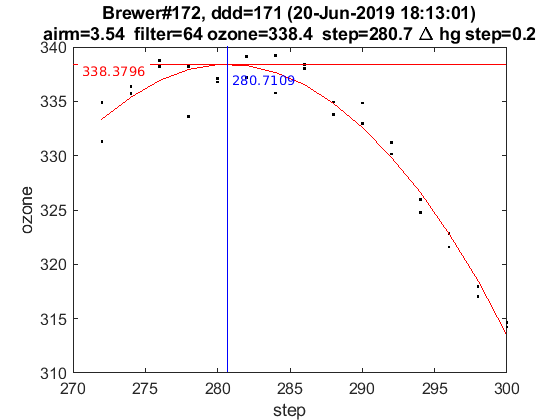 Brewer#172, ddd=171 (20-Jun-2019 18:13:01)
airm=3.54 filter=64 ozone=338.4 step=280.7 Δ hg step=0.2
340
335
330
325
320
315
310
338.3796
280.7109
ozone
270 275 280 285 290 295 300
step